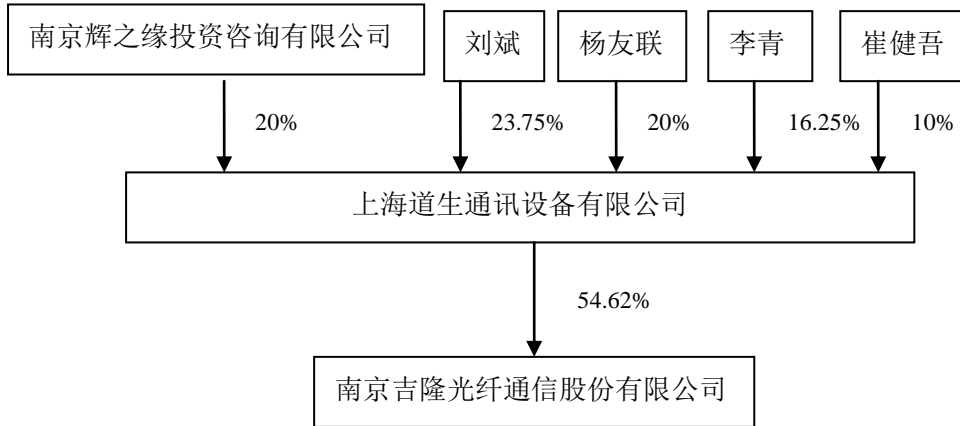 南京辉之缘投资咨询有限公司
刘斌
杨友联
李青
崔健吾
20%
23.75%
20%
16.25%
10%
上海道生通讯设备有限公司
54.62%
南京吉隆光纤通信股份有限公司